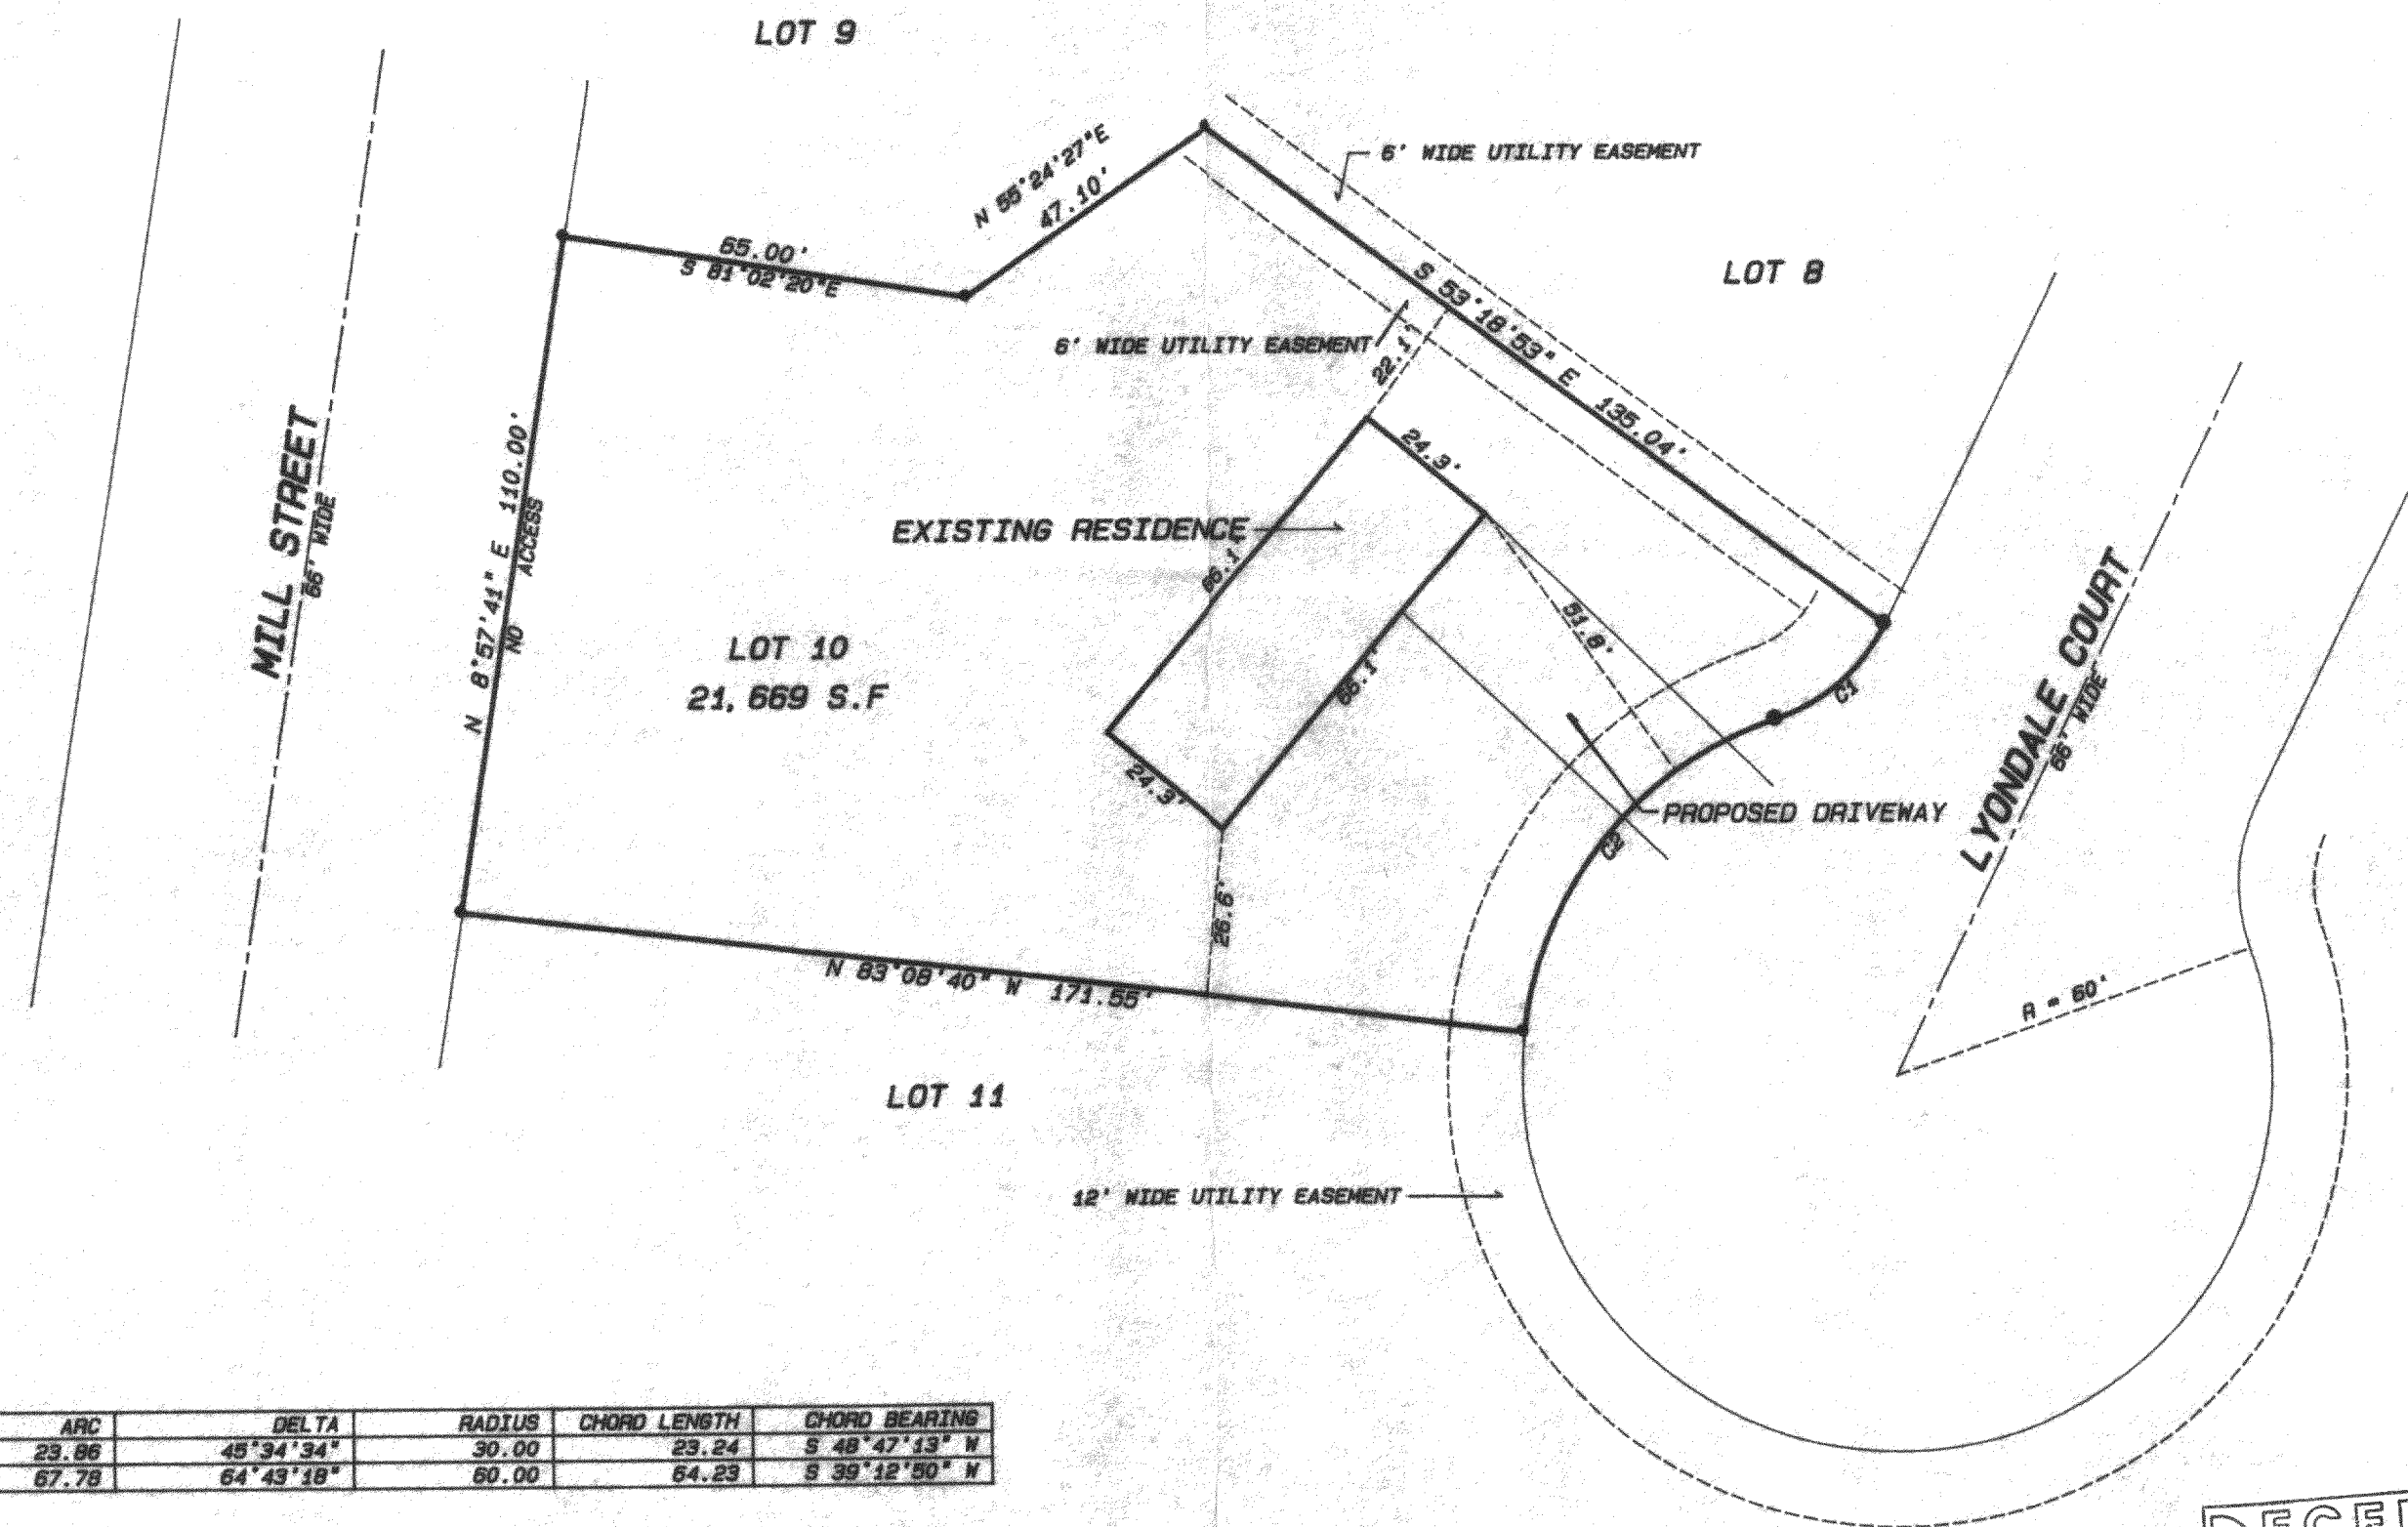 LOT 9
N 55°24'27"E
47.10'
6' WIDE UTILITY EASEMENT
65.00'
S 81°02'20"E
LOT 8
S 53°18'53" E 135.04'
6' WIDE UTILITY EASEMENT
22.1'
24.3'
MILL STREET
66' WIDE
N 8°57'41" E 110.00'
NO ACCESS
EXISTING RESIDENCE
66.1'
51.8'
66.1'
LOT 10
21,669 S.F
C1
LYONDALE COURT
66' WIDE
24.3'
PROPOSED DRIVEWAY
C2
26.6'
N 83°08'40" W 171.55'
R = 60'
LOT 11
12' WIDE UTILITY EASEMENT
ARC DELTA RADIUS CHORD LENGTH CHORD BEARING
23.86 45°34'34" 30.00 23.24 S 48°47'13" W
67.78 64°43'18" 60.00 64.23 S 39°12'50" W